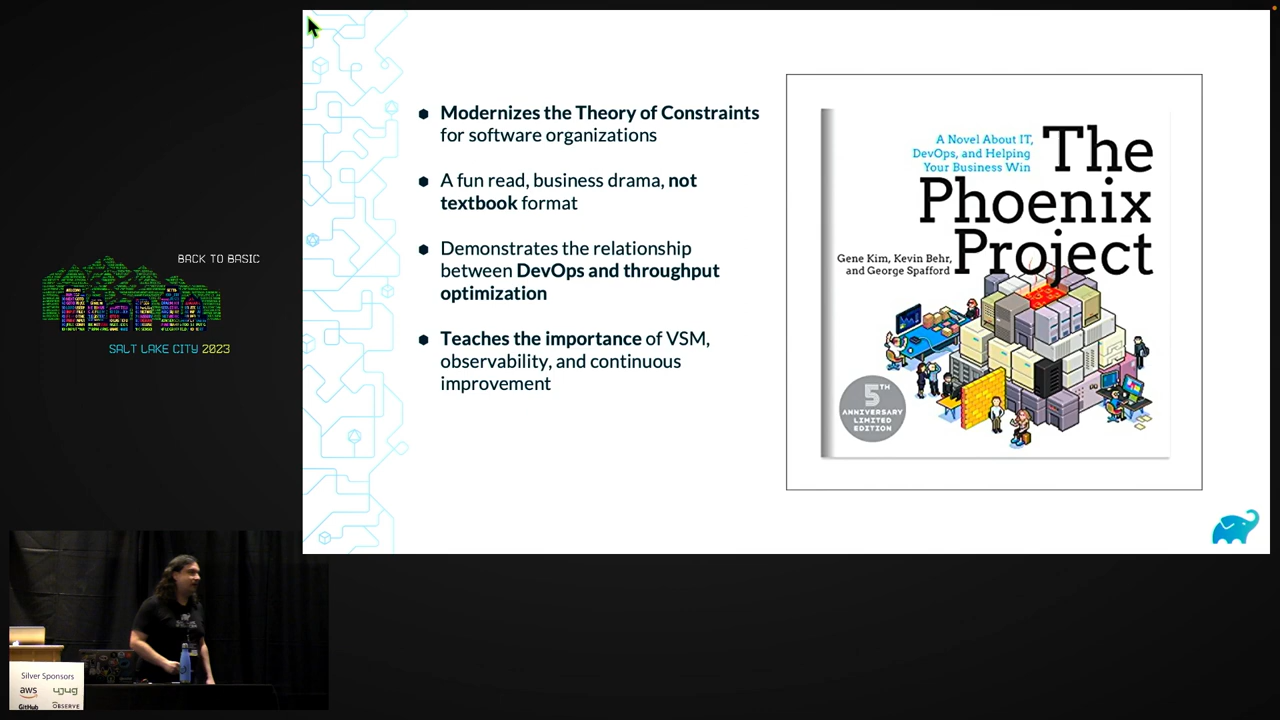 Modernizes the Theory of Constraints
for software organizations
A fun read, business drama, not
textbook format
Demonstrates the relationship
between DevOps and throughput
optimization
Teaches the importance of VSM,
observability, and continuous
improvement
A Novel About IT,
DevOps, and Helping
Your Business Win
The
Phoenix
Project
Gene Kim, Kevin Behr,
and George Spafford
5TH
ANNIVERSARY
LIMITED
EDITION
BACK TO BASIC
SALT LAKE CITY 2023
Silver Sponsors
aws
ujug
GitHub
OBSERVE